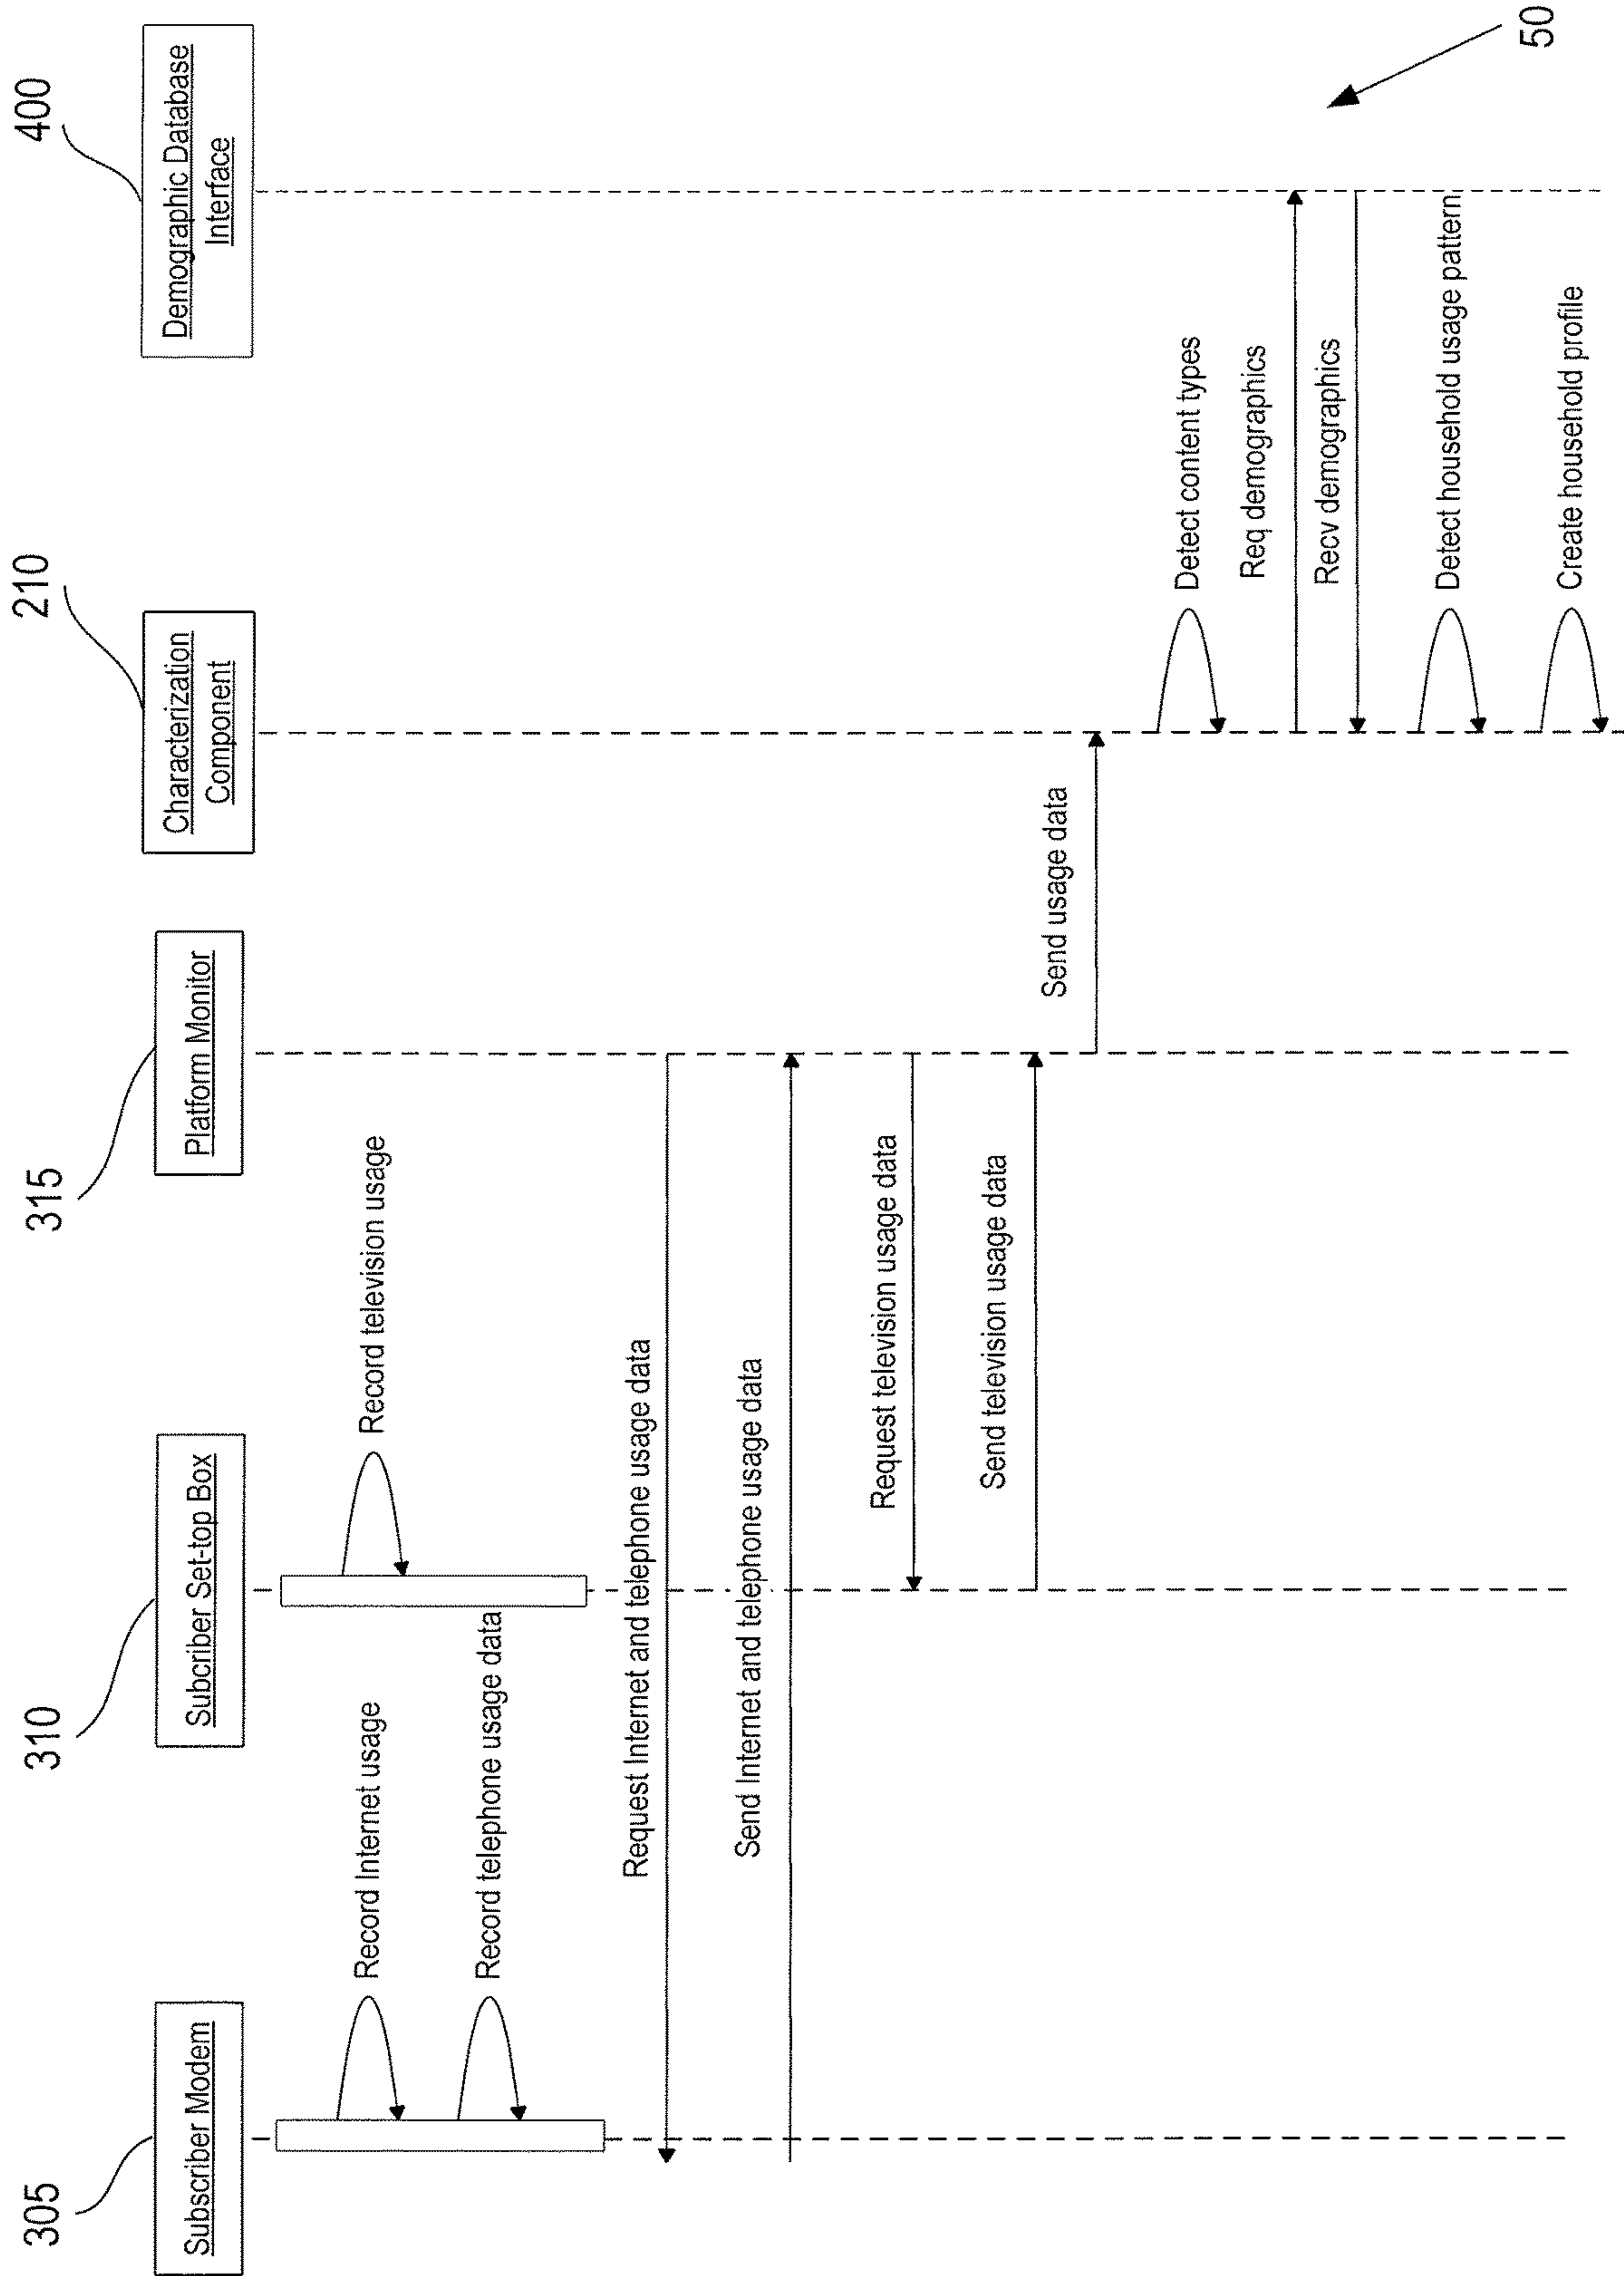 305
Subscriber Modem
310
Subcriber Set-top Box
315
Platform Monitor
210
Characterization
Component
400
Demographic Database
Interface
Record Internet usage
Record television usage
Record telephone usage data
Request Internet and telephone usage data
Send Internet and telephone usage data
Request television usage data
Send television usage data
Send usage data
Detect content types
Req demographics
Recv demographics
Detect household usage pattern
Create household profile
50